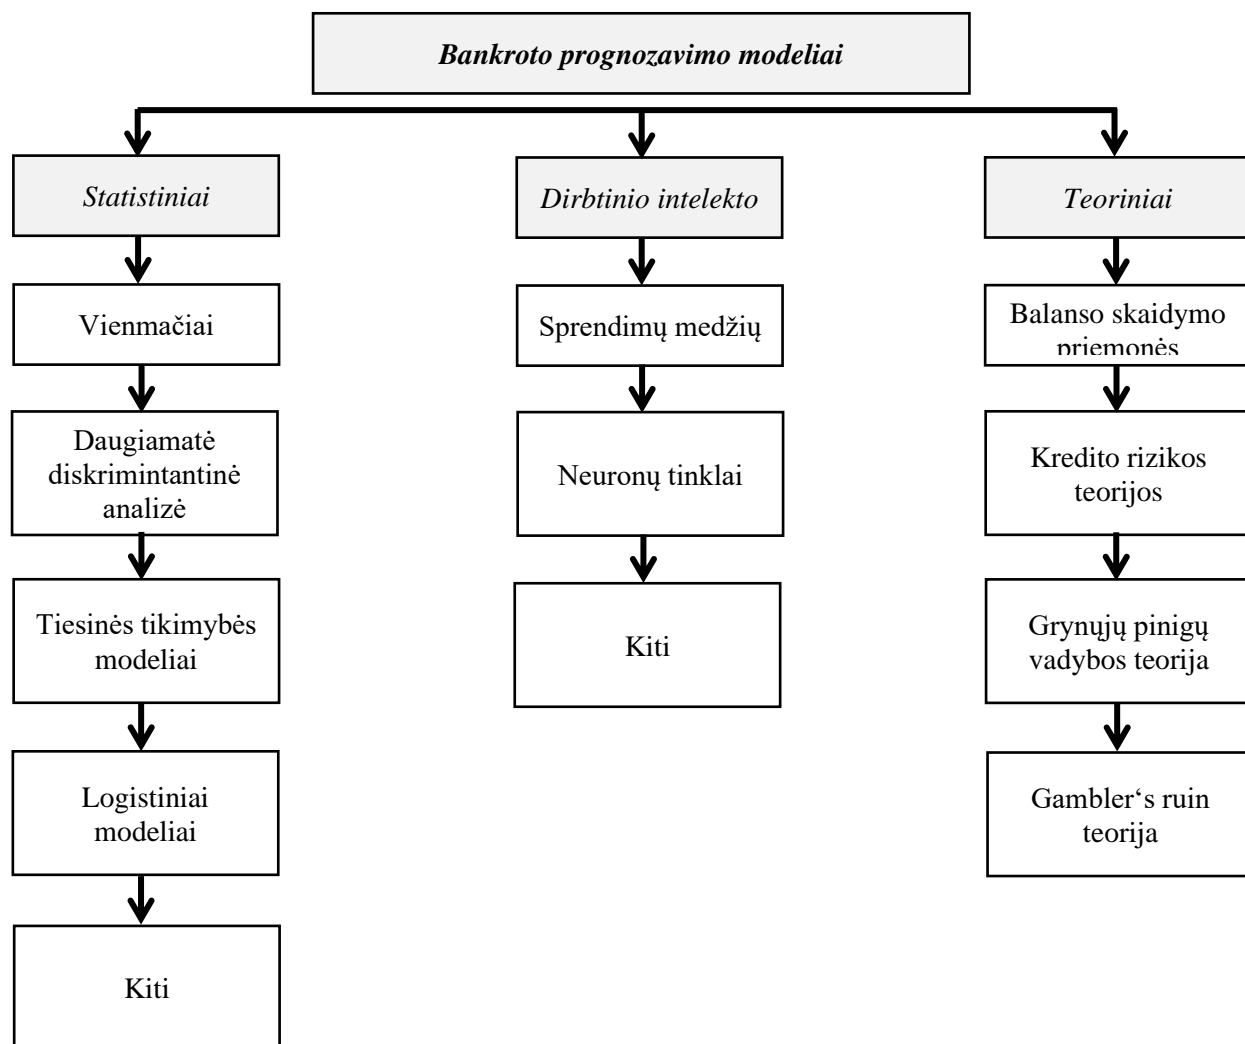 Bankroto prognozavimo modeliai
Statistiniai
Dirbtinio intelekto
Teoriniai
Vienmačiai
Sprendimų medžių
Balanso skaidymo
priemonės
Daugiamatė
diskrimintantinė
analizė
Neuronų tinklai
Kredito rizikos
teorijos
Tiesinės tikimybės
modeliai
Kiti
Grynųjų pinigų
vadybos teorija
Logistiniai
modeliai
Gambler‘s ruin
teorija
Kiti